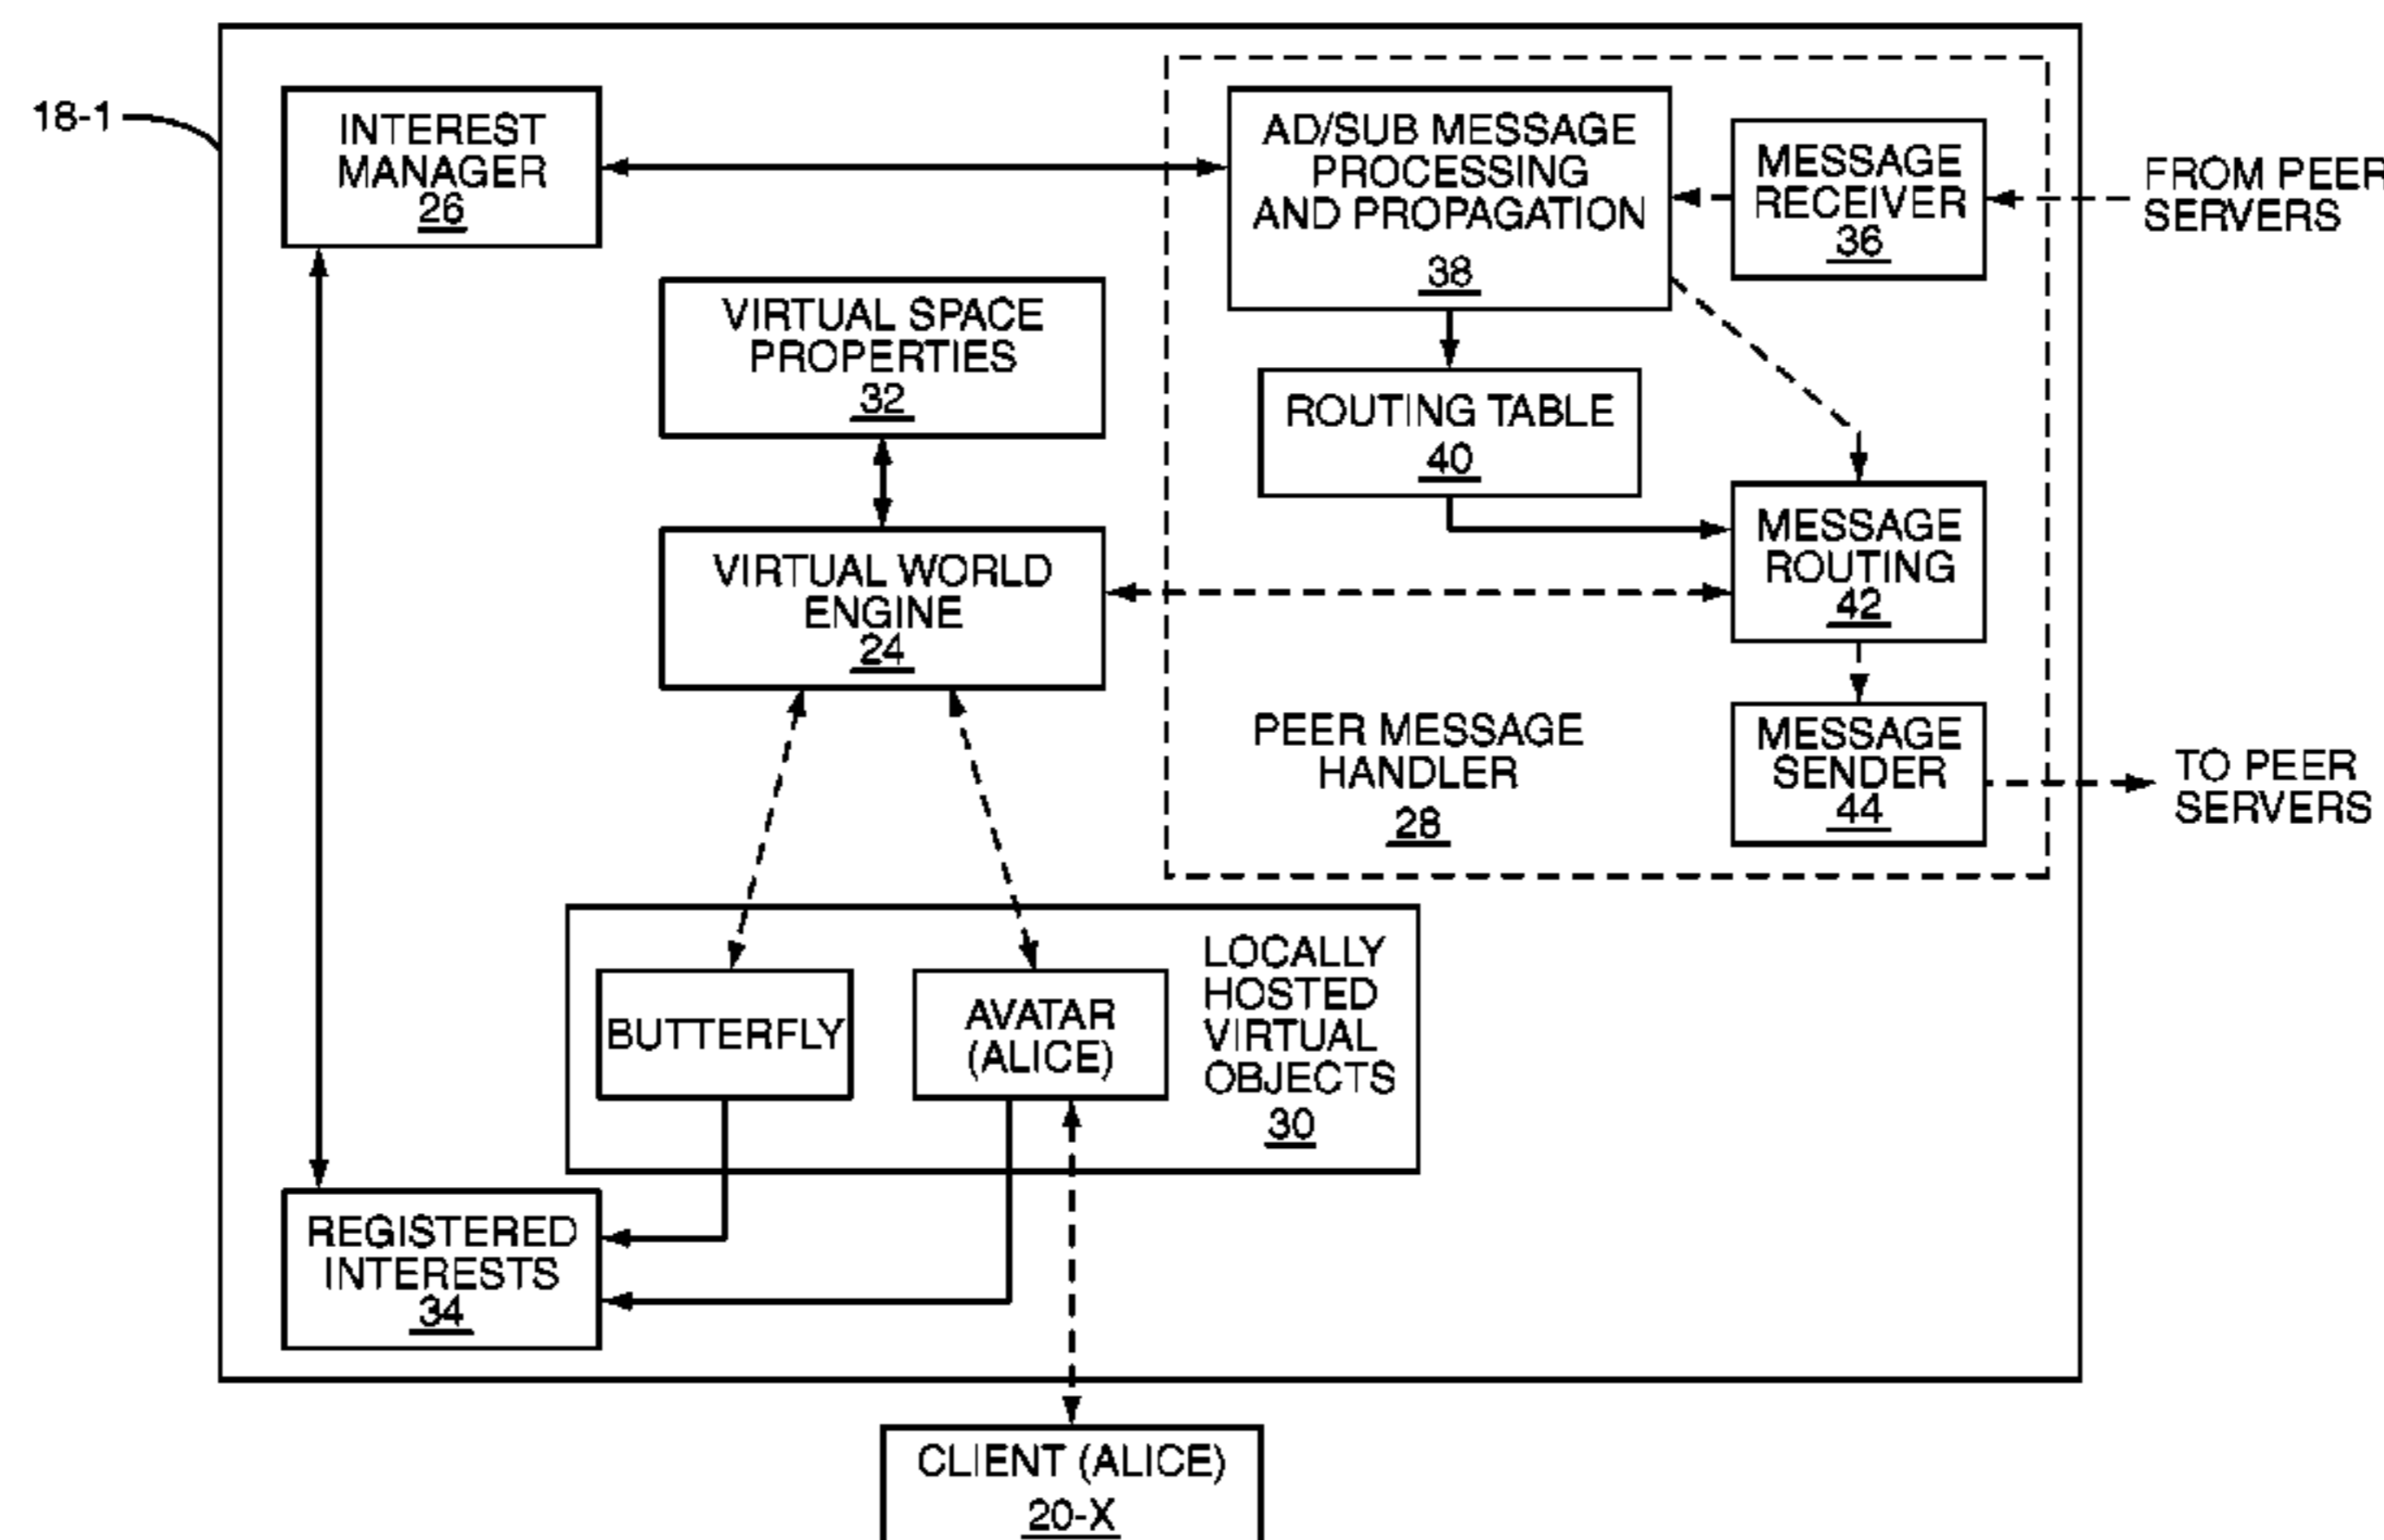 18-1
INTEREST
MANAGER
26
AD/SUB MESSAGE
PROCESSING
AND PROPAGATION
38
MESSAGE
RECEIVER
36
FROM PEER
SERVERS
VIRTUAL SPACE
PROPERTIES
32
ROUTING TABLE
40
VIRTUAL WORLD
ENGINE
24
MESSAGE
ROUTING
42
PEER MESSAGE
HANDLER
28
MESSAGE
SENDER
44
TO PEER
SERVERS
BUTTERFLY
AVATAR
(ALICE)
LOCALLY
HOSTED
VIRTUAL
OBJECTS
30
REGISTERED
INTERESTS
34
CLIENT (ALICE)
20-X